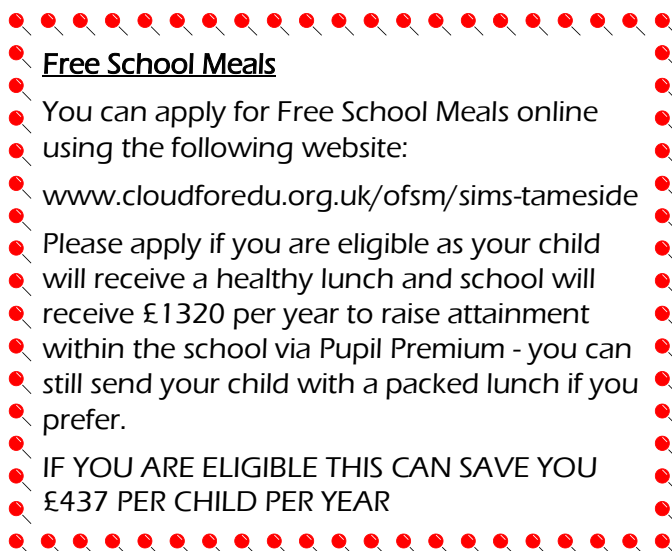 Free School Meals
You can apply for Free School Meals online
using the following website:
www.cloudforedu.org.uk/ofsm/sims-tameside
Please apply if you are eligible as your child
will receive a healthy lunch and school will
receive £1320 per year to raise attainment
within the school via Pupil Premium - you can
still send your child with a packed lunch if you
prefer.
IF YOU ARE ELIGIBLE THIS CAN SAVE YOU
£437 PER CHILD PER YEAR